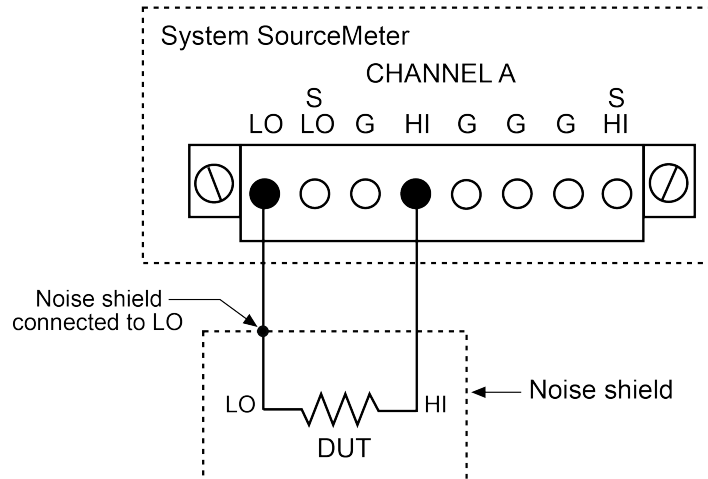 System SourceMeter
CHANNEL A
S S
LO LO G HI G G G HI
Noise shield
connected to LO
LO HI
DUT
Noise shield